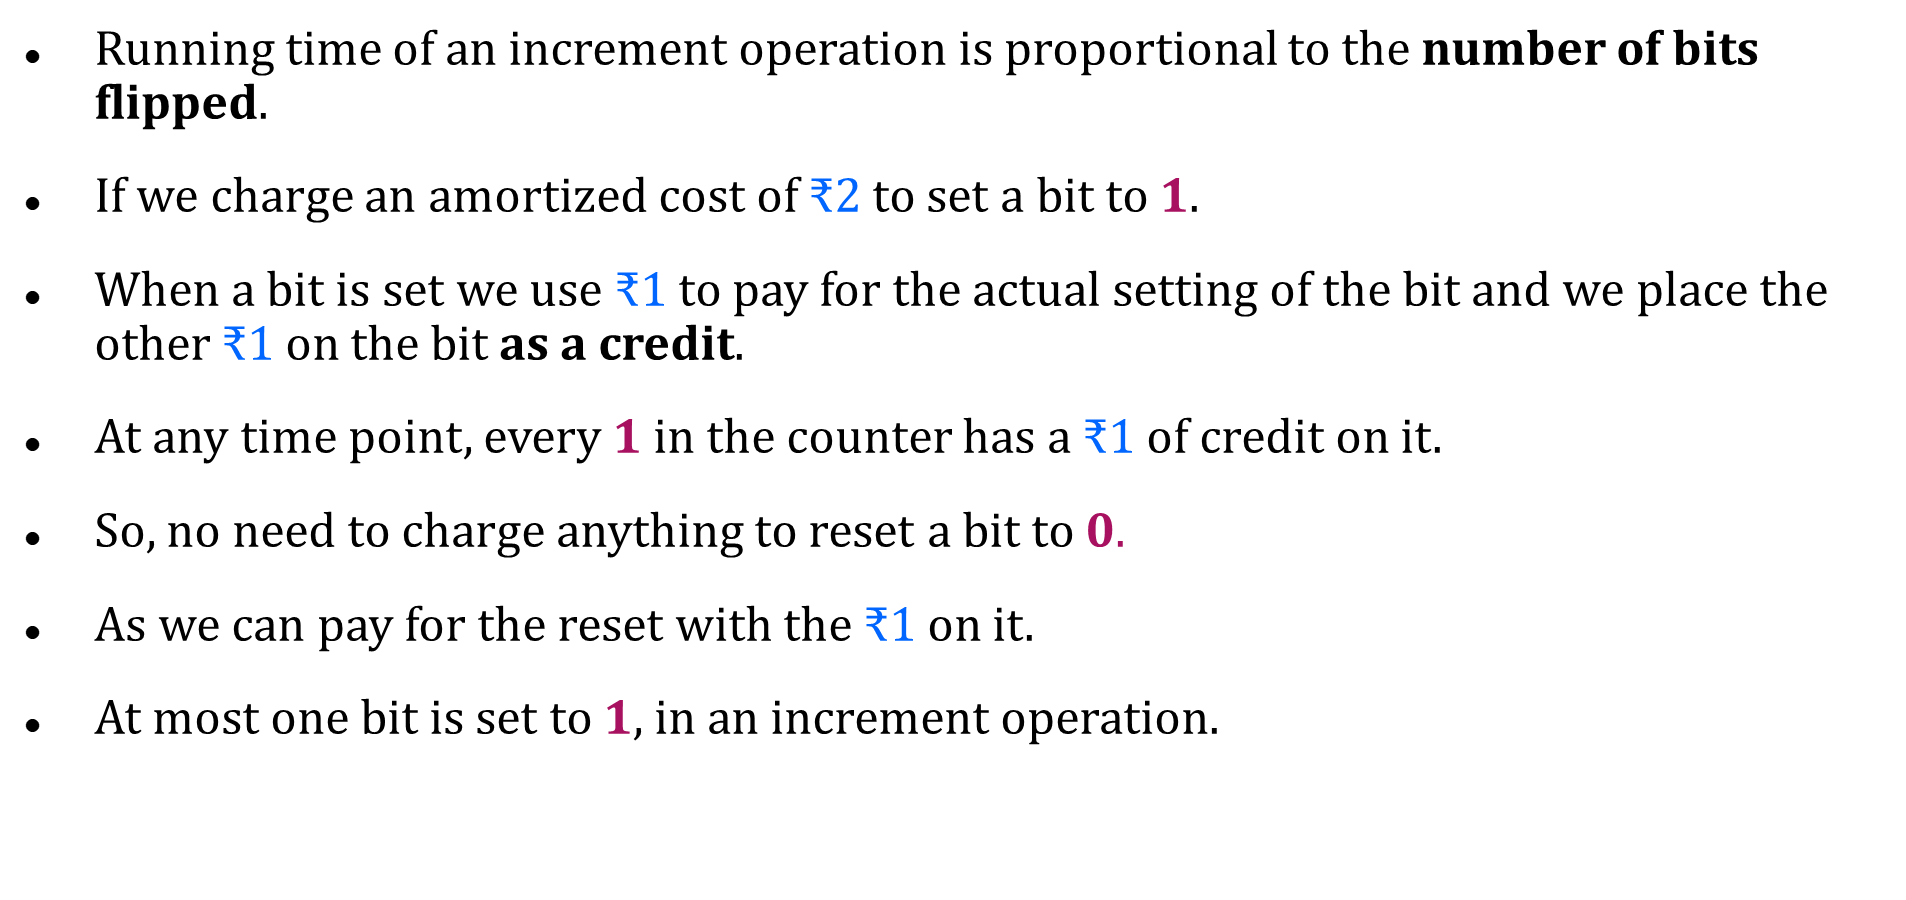 • Running time of an increment operation is proportional to the number of bits
flipped.
• If we charge an amortized cost of ₹2 to set a bit to 1.
• When a bit is set we use ₹1 to pay for the actual setting of the bit and we place the
other ₹1 on the bit as a credit.
• At any time point, every 1 in the counter has a ₹1 of credit on it.
• So, no need to charge anything to reset a bit to 0.
• As we can pay for the reset with the ₹1 on it.
• At most one bit is set to 1, in an increment operation.